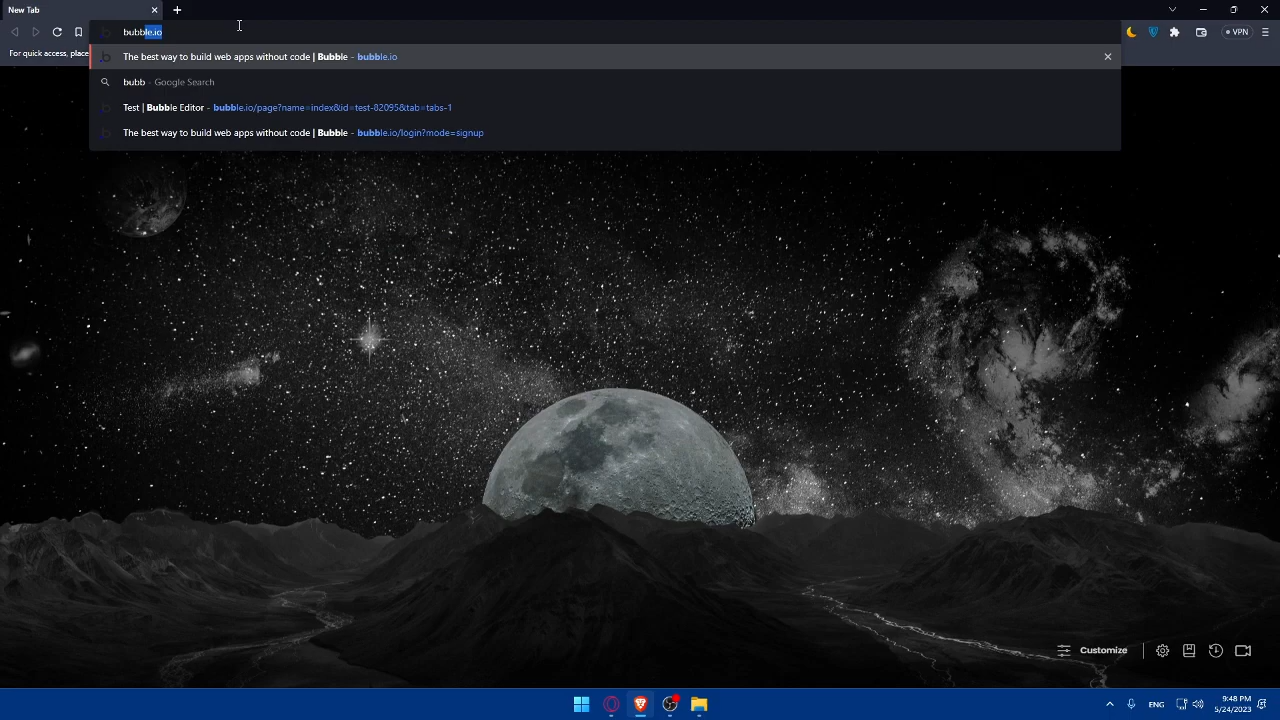 New Tab
bubble.io
VPN
For quick access, place
The best way to build web apps without code | Bubble - bubble.io
bubb - Google Search
Test | Bubble Editor - bubble.io/page?name=index&id=test-82095&tab=tabs-1
The best way to build web apps without code | Bubble - bubble.io/login?mode=signup
Customize
ENG
9:48 PM
5/24/2023